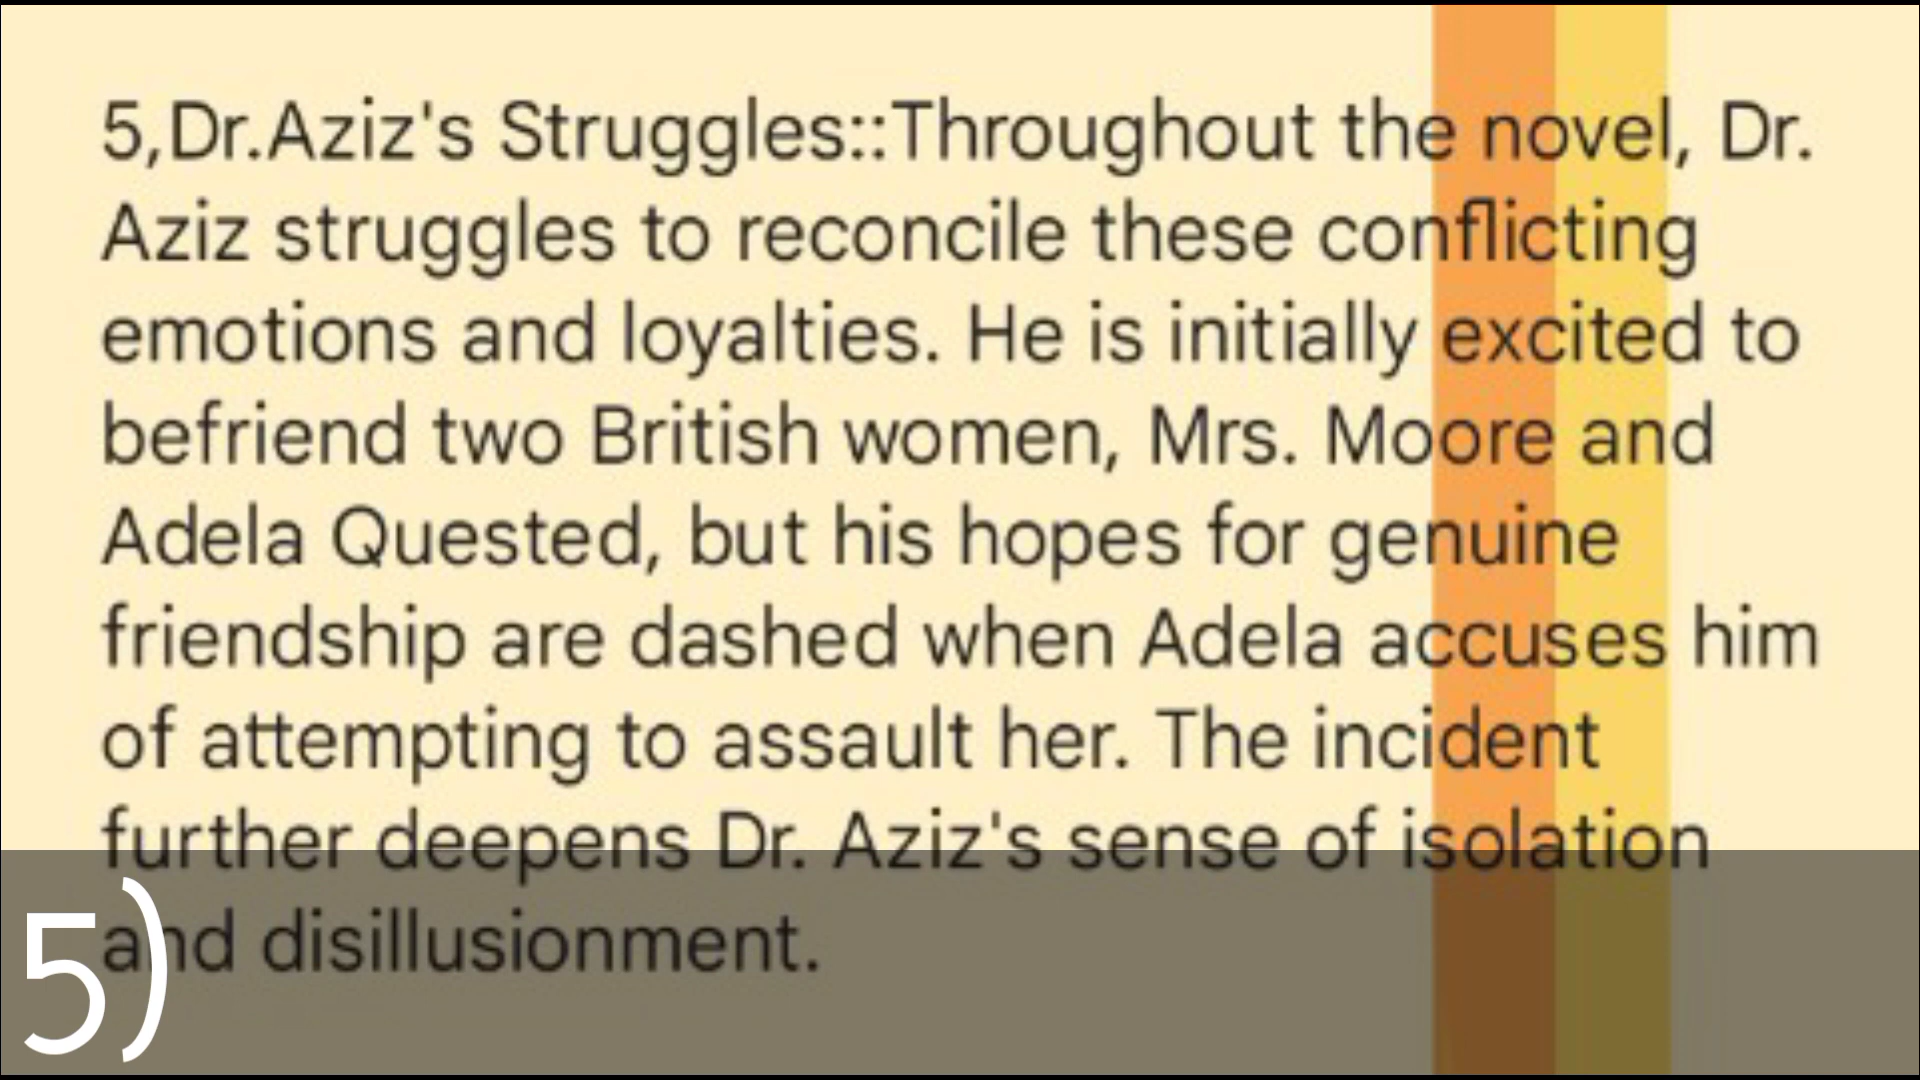 5,Dr.Aziz's Struggles::Throughout the novel, Dr.
Aziz struggles to reconcile these conflicting
emotions and loyalties. He is initially excited to
befriend two British women, Mrs. Moore and
Adela Quested, but his hopes for genuine
friendship are dashed when Adela accuses him
of attempting to assault her. The incident
further deepens Dr. Aziz's sense of isolation
and disillusionment.
5)